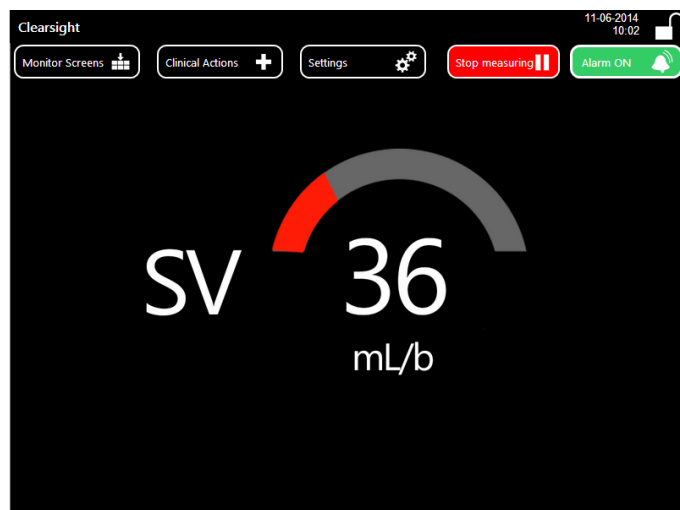 Clearsight
11-06-2014
10:02
Monitor Screens
Clinical Actions
Settings
Stop measuring
Alarm ON
SV
36
mL/b